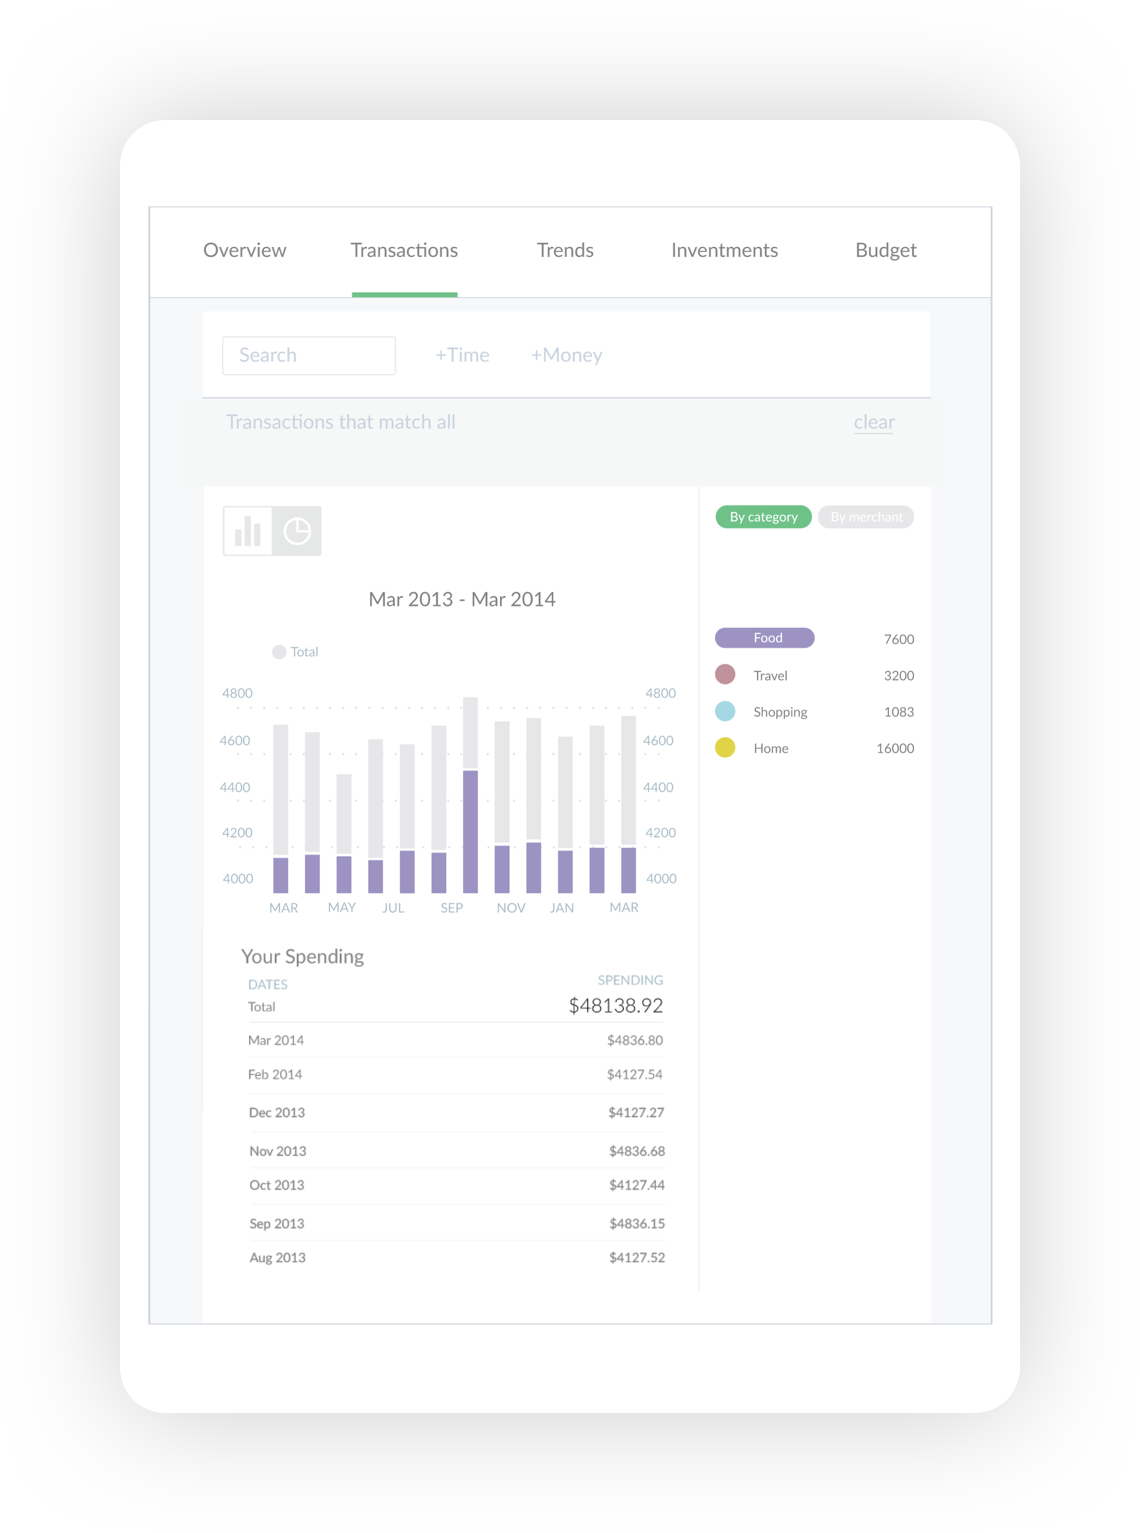 Overview Transactions Trends Inventments Budget
Search +Time +Money
Transactions that match all clear
By category By merchant
Mar 2013 - Mar 2014
Total
Food 7600
Travel 3200
Shopping 1083
Home 16000
4800 4800
4600 4600
4400 4400
4200 4200
4000 4000
MAR MAY JUL SEP NOV JAN MAR
Your Spending
DATES SPENDING
Total $48138.92
Mar 2014 $4836.80
Feb 2014 $4127.54
Dec 2013 $4127.27
Nov 2013 $4836.68
Oct 2013 $4127.44
Sep 2013 $4836.15
Aug 2013 $4127.52